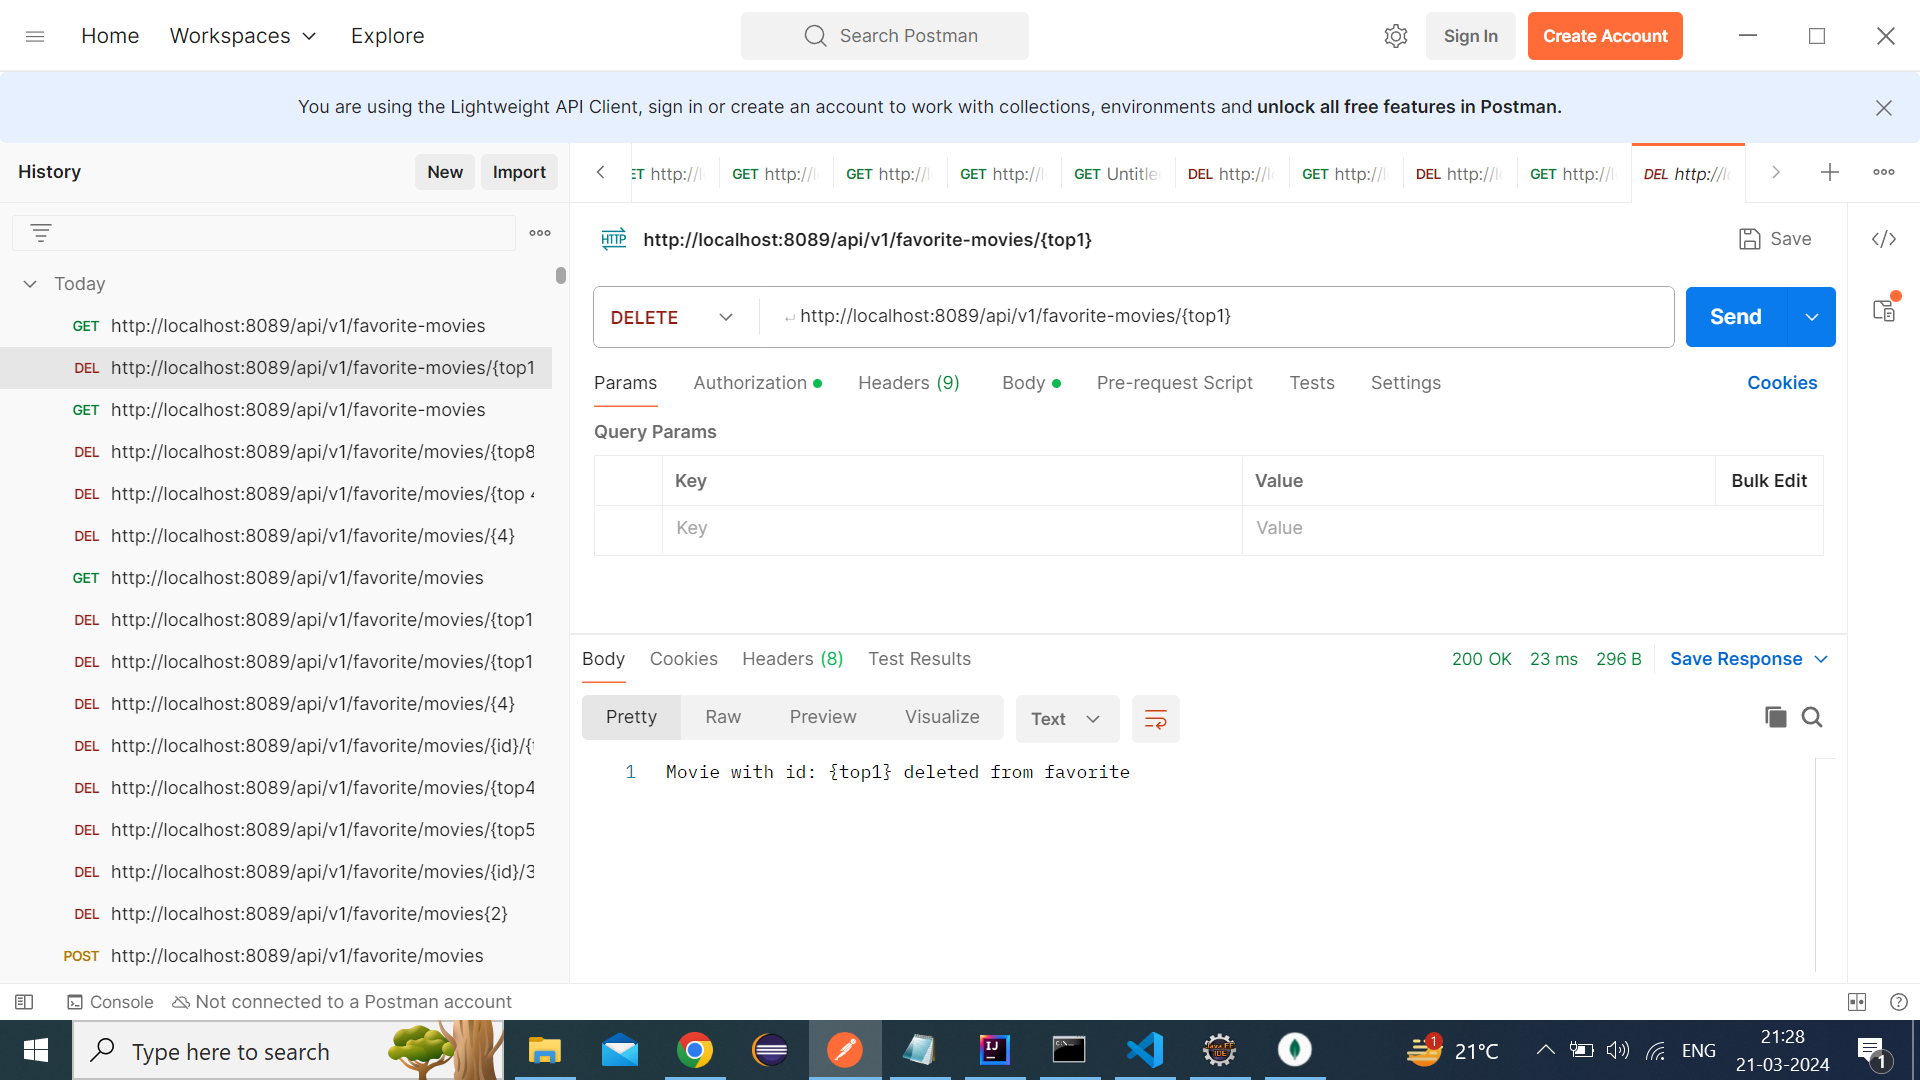 Home Workspaces Explore Search Postman Sign In Create Account
You are using the Lightweight API Client, sign in or create an account to work with collections, environments and unlock all free features in Postman.
History New Import
ET http://l GET http://l GET http://l GET http://l GET Untitle DEL http://l GET http://l DEL http://l GET http://l DEL http://l
Today
GET http://localhost:8089/api/v1/favorite-movies
DEL http://localhost:8089/api/v1/favorite-movies/{top1
GET http://localhost:8089/api/v1/favorite-movies
DEL http://localhost:8089/api/v1/favorite/movies/{top8
DEL http://localhost:8089/api/v1/favorite/movies/{top 4
DEL http://localhost:8089/api/v1/favorite/movies/{4}
GET http://localhost:8089/api/v1/favorite/movies
DEL http://localhost:8089/api/v1/favorite/movies/{top1
DEL http://localhost:8089/api/v1/favorite/movies/{top1
DEL http://localhost:8089/api/v1/favorite/movies/{4}
DEL http://localhost:8089/api/v1/favorite/movies/{id}/{
DEL http://localhost:8089/api/v1/favorite/movies/{top4
DEL http://localhost:8089/api/v1/favorite/movies/{top5
DEL http://localhost:8089/api/v1/favorite/movies/{id}/3
DEL http://localhost:8089/api/v1/favorite/movies{2}
POST http://localhost:8089/api/v1/favorite/movies
HTTP http://localhost:8089/api/v1/favorite-movies/{top1} Save
DELETE http://localhost:8089/api/v1/favorite-movies/{top1} Send
Params Authorization Headers (9) Body Pre-request Script Tests Settings Cookies
Query Params
Key Value Bulk Edit
Key Value
Body Cookies Headers (8) Test Results 200 OK 23 ms 296 B Save Response
Pretty Raw Preview Visualize Text
1 Movie with id: {top1} deleted from favorite
Console Not connected to a Postman account
Type here to search
1 21°C ENG
21:28
21-03-2024
1